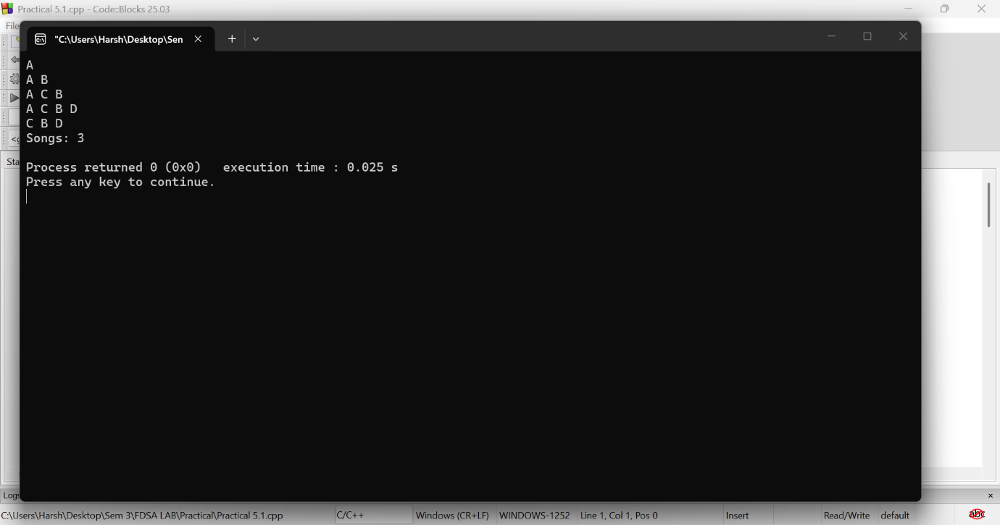 Practical 5.1.cpp - Code::Blocks 25.03
File
"C:\Users\Harsh\Desktop\Sen
A
A B
A C B
A C B D
C B D
Songs: 3
Process returned 0 (0x0)   execution time : 0.025 s
Press any key to continue.
Logs
C:\Users\Harsh\Desktop\Sem 3\FDSA LAB\Practical\Practical 5.1.cpp
C/C++
Windows (CR+LF)
WINDOWS-1252
Line 1, Col 1, Pos 0
Insert
Read/Write
default
abc